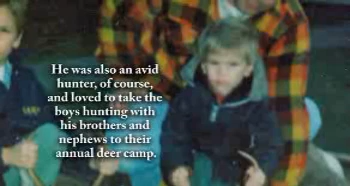 He was also an avid
hunter, of course,
and loved to take the
boys hunting with
his brothers and
nephews to their
annual deer camp.